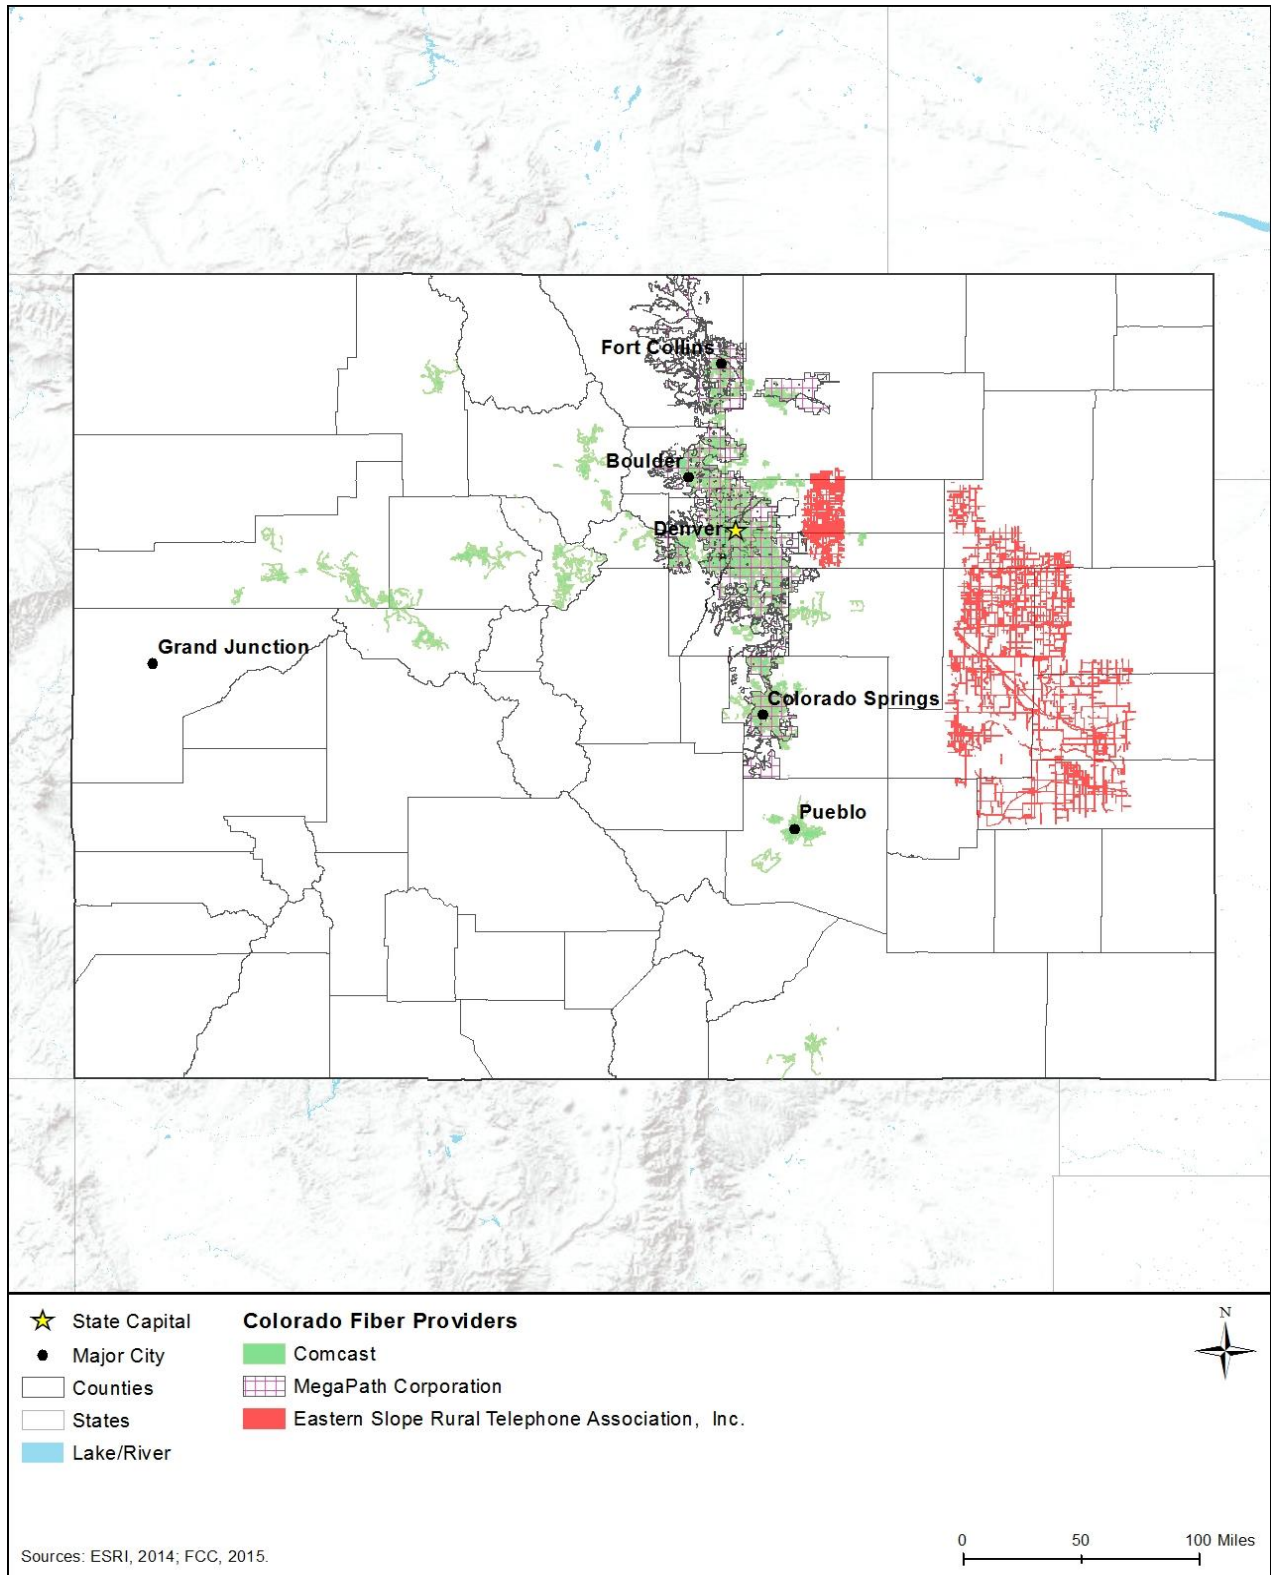 Fort Collins
Boulder
Denver
Grand Junction
Colorado Springs
Pueblo
State Capital
Major City
Counties
States
Lake/River
Colorado Fiber Providers
Comcast
MegaPath Corporation
Eastern Slope Rural Telephone Association, Inc.
N
Sources: ESRI, 2014; FCC, 2015.
0 50 100 Miles